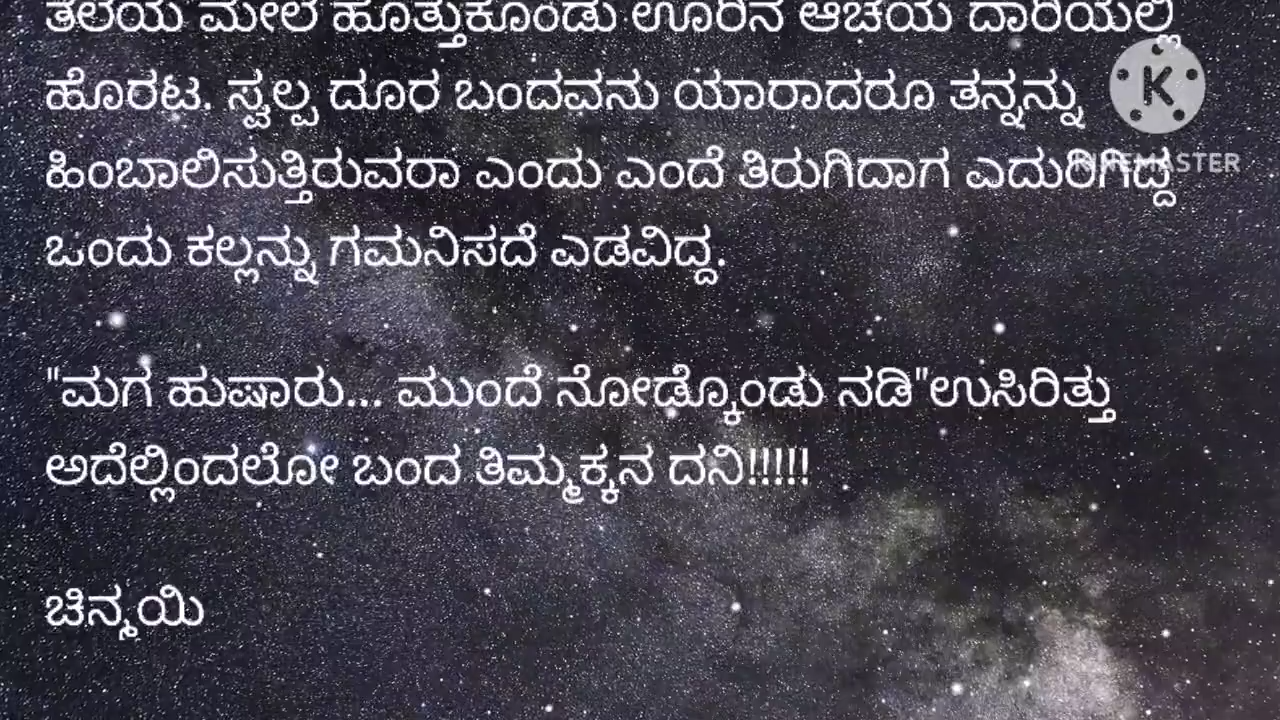 ತಲೆಯ ಮೇಲೆ ಹೊತ್ತುಕೊಂಡು ಊರಿನ ಆಚೆಯ ದಾರಿಯಲ್ಲಿ
ಹೊರಟ. ಸ್ವಲ್ಪ ದೂರ ಬಂದವನು ಯಾರಾದರೂ ತನ್ನನ್ನು
ಹಿಂಬಾಲಿಸುತ್ತಿರುವರಾ ಎಂದು ಎಂದೆ ತಿರುಗಿದಾಗ ಎದುರಿಗಿದ್ದ
ಒಂದು ಕಲ್ಲನ್ನು ಗಮನಿಸದೆ ಎಡವಿದ್ದ.
"ಮಗ ಹುಷಾರು... ಮುಂದೆ ನೋಡ್ಕೊಂಡು ನಡಿ"ಉಸಿರಿತ್ತು
ಅದೆಲ್ಲಿಂದಲೋ ಬಂದ ತಿಮ್ಮಕ್ಕನ ದನಿ!!!!!
ಚಿನ್ಮಯಿ
K
KINEMASTER